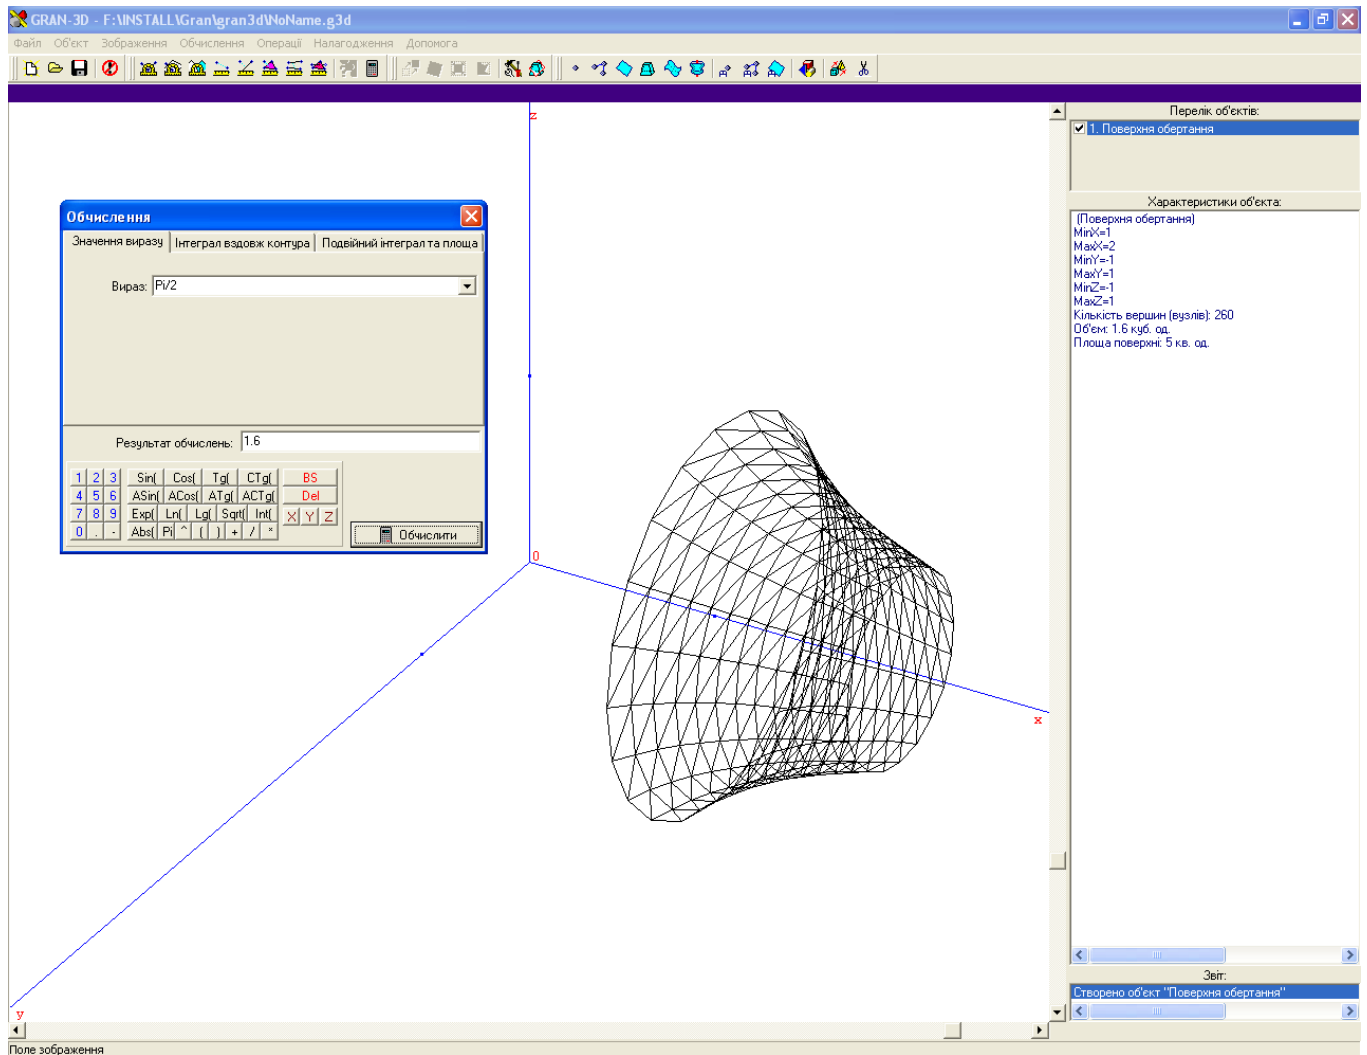 GRAN-3D - F:\INSTALL\Gran\gran3d\NoName.g3d
Файл Об'єкт Зображення Обчислення Операції Налагодження Допомога
z
0
x
y
Обчислення
Значення виразу Інтеграл вздовж контура Подвійний інтеграл та площа
Вираз: Pi/2
Результат обчислень: 1.6
1 2 3 Sin( Cos( Tg( CTg( BS
4 5 6 ASin( ACos( ATg( ACTg( Del
7 8 9 Exp( Ln( Lg( Sqrt( Int( X Y Z
0 . - Abs( Pi ^ ( ) + / *
Обчислити
Перелік об'єктів:
1. Поверхня обертання
Характеристики об'єкта:
(Поверхня обертання)
MinX=1
MaxX=2
MinY=-1
MaxY=1
MinZ=-1
MaxZ=1
Кількість вершин (вузлів): 260
Об'єм: 1.6 куб. од.
Площа поверхні: 5 кв. од.
Звіт:
Створено об'єкт "Поверхня обертання"
Поле зображення